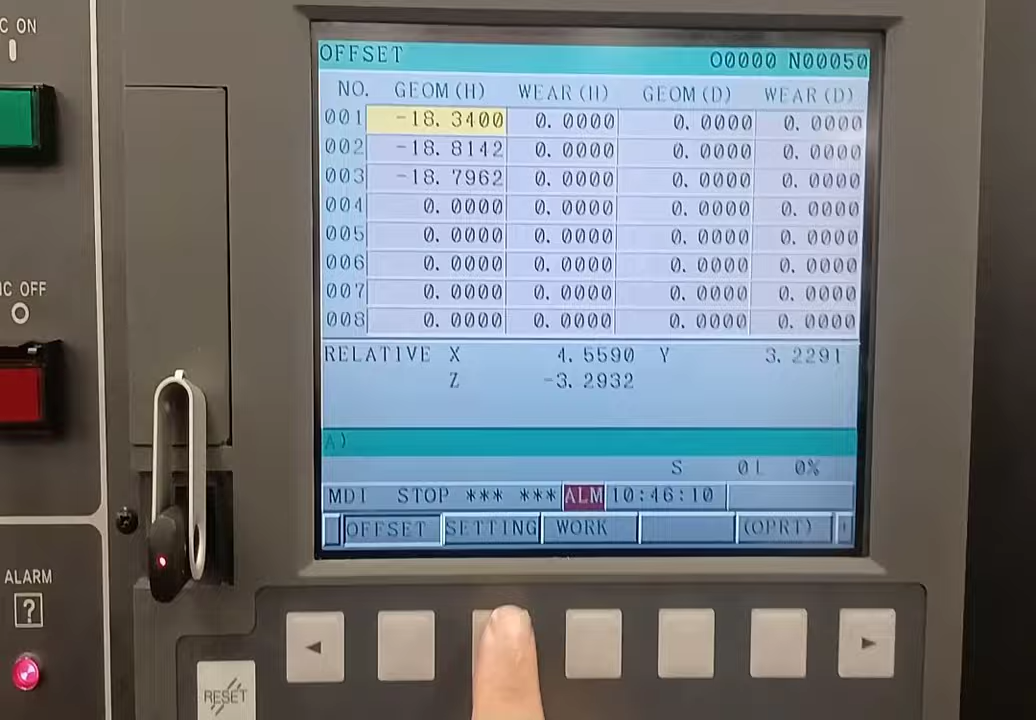 C ON
OFFSET O0000 N00050
NO. GEOM(H) WEAR(H) GEOM(D) WEAR(D)
001 -18.3400 0.0000 0.0000 0.0000
002 -18.8142 0.0000 0.0000 0.0000
003 -18.7962 0.0000 0.0000 0.0000
004 0.0000 0.0000 0.0000 0.0000
005 0.0000 0.0000 0.0000 0.0000
006 0.0000 0.0000 0.0000 0.0000
007 0.0000 0.0000 0.0000 0.0000
008 0.0000 0.0000 0.0000 0.0000
C OFF
RELATIVE X 4.5590 Y 3.2291
Z -3.2932
A)
S 0L 0%
MDI STOP *** *** ALM 10:46:10
OFFSET SETTING WORK (OPRT)
ALARM
?
RESET